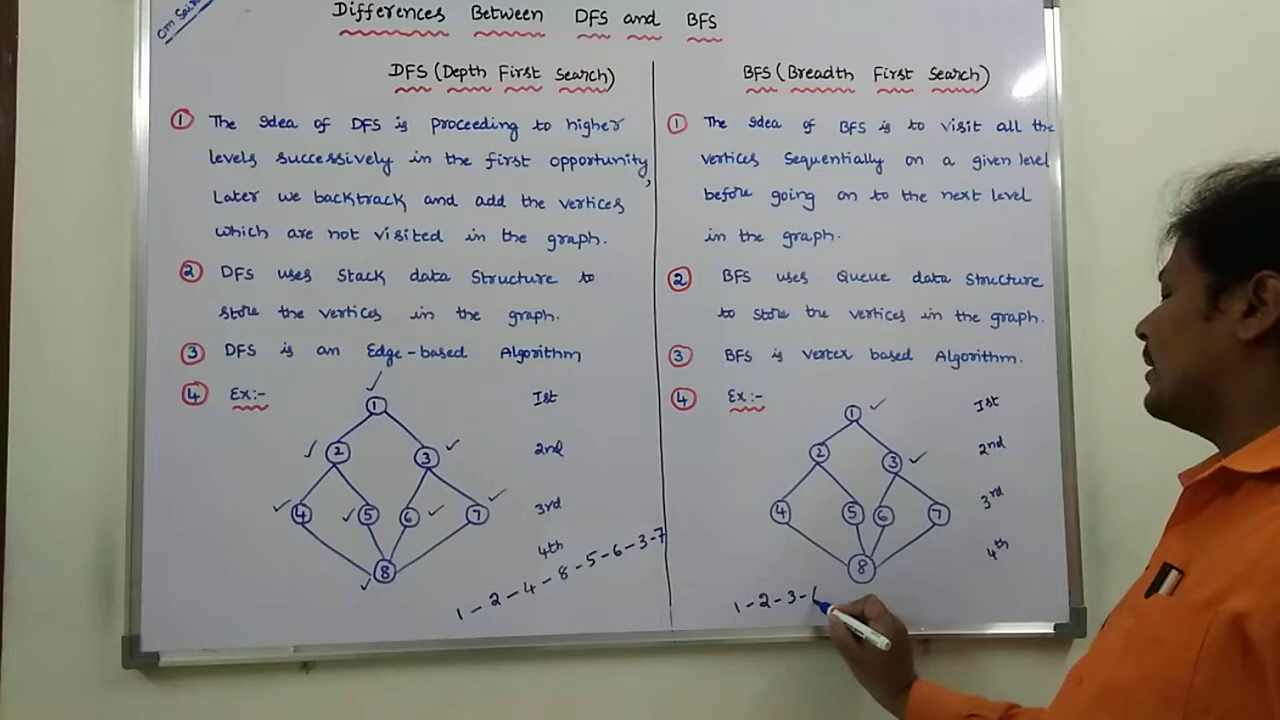 Om Sai
Differences Between DFS and BFS
DFS (Depth First Search)
① The Idea of DFS is proceeding to higher
levels successively in the first opportunity,
Later we backtrack and add the vertices
which are not visited in the graph.
② DFS uses Stack data Structure to
store the vertices in the graph.
③ DFS is an Edge-based Algorithm
④ Ex:-
1 Ist
2 3 2nd
4 5 6 7 3rd
8 4th
1-2-4-8-5-6-3-7
BFS (Breadth First Search)
① The Idea of BFS is to visit all the
vertices Sequentially on a given level
before going on to the next level
in the graph.
② BFS uses Queue data Structure
to store the vertices in the graph.
③ BFS is vertex based Algorithm.
④ Ex:-
1 Ist
2 3 2nd
4 5 6 7 3rd
8 4th
1-2-3-